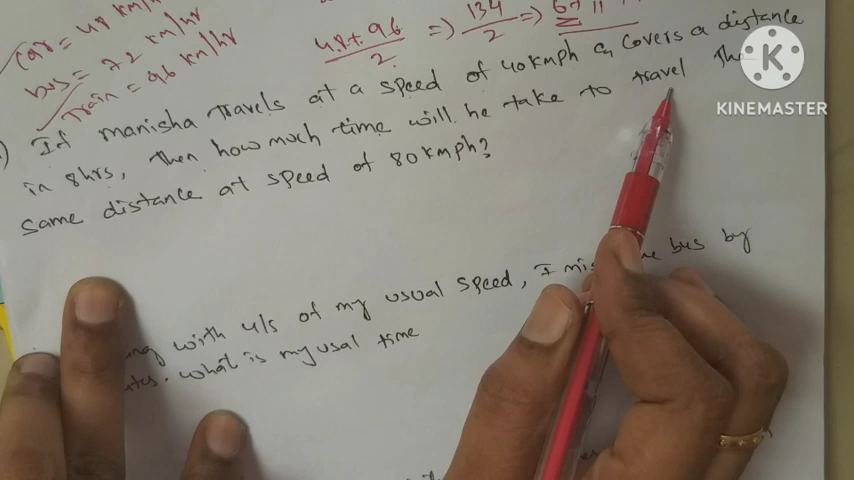 Car = 48 km/hr
bus = 72 km/hr
Train = 96 km/hr
48+96/2 => 134/2 => 67
If manisha travels at a speed of 40 kmph & covers a distance
in 8hrs, Then how much time will he take to travel The
Same distance at speed of 80kmph?
with 4/5 of my usual speed, I bus by
what is my usal time
K
KINEMASTER